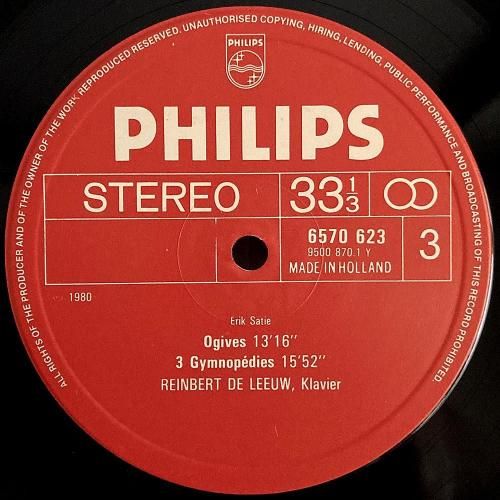 ALL RIGHTS OF THE PRODUCER AND OF THE OWNER OF THE WORK REPRODUCED RESERVED. UNAUTHORISED COPYING, HIRING, LENDING, PUBLIC PERFORMANCE AND BROADCASTING OF THIS RECORD PROHIBITED.
PHILIPS
PHILIPS
STEREO 33 1/3 ∞
6570 623 3
9500 870.1 Y
MADE IN HOLLAND
1980
Erik Satie
Ogives 13'16''
3 Gymnopédies 15'52''
REINBERT DE LEEUW, Klavier